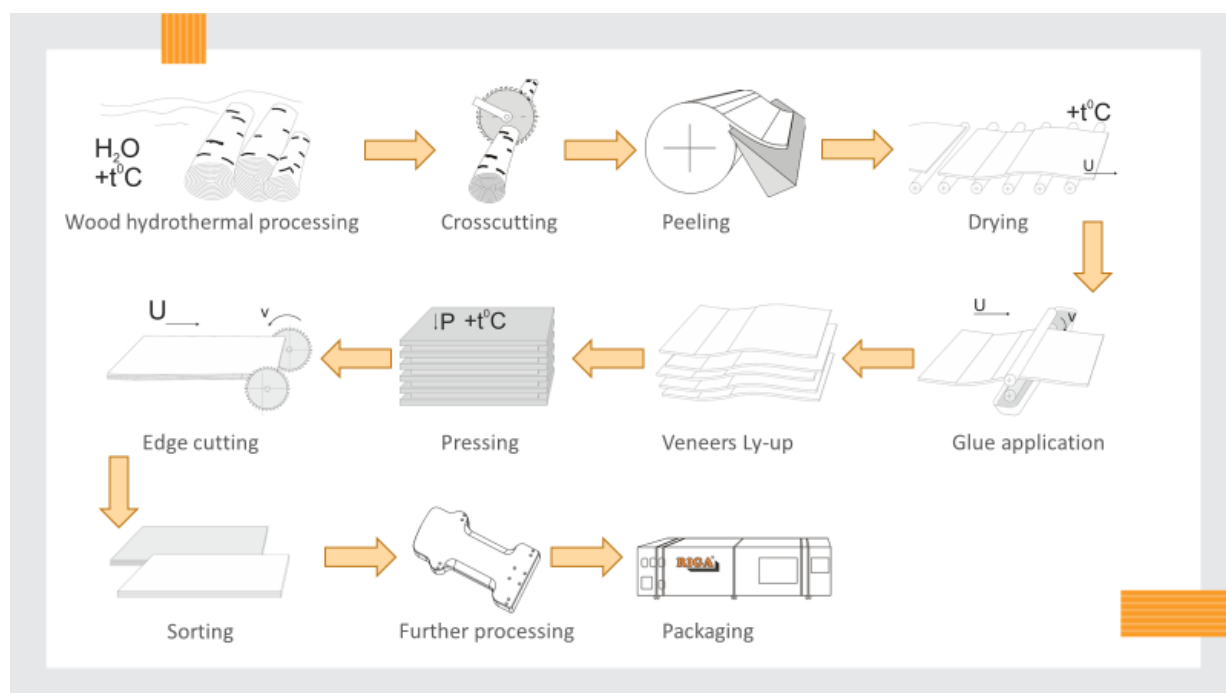 H₂O
+t⁰C
Wood hydrothermal processing
Crosscutting
Peeling
+t⁰C
U
Drying
U
v
Edge cutting
↓P +t⁰C
Pressing
Veneers Ly-up
U
v
Glue application
Sorting
Further processing
RIGA
Packaging